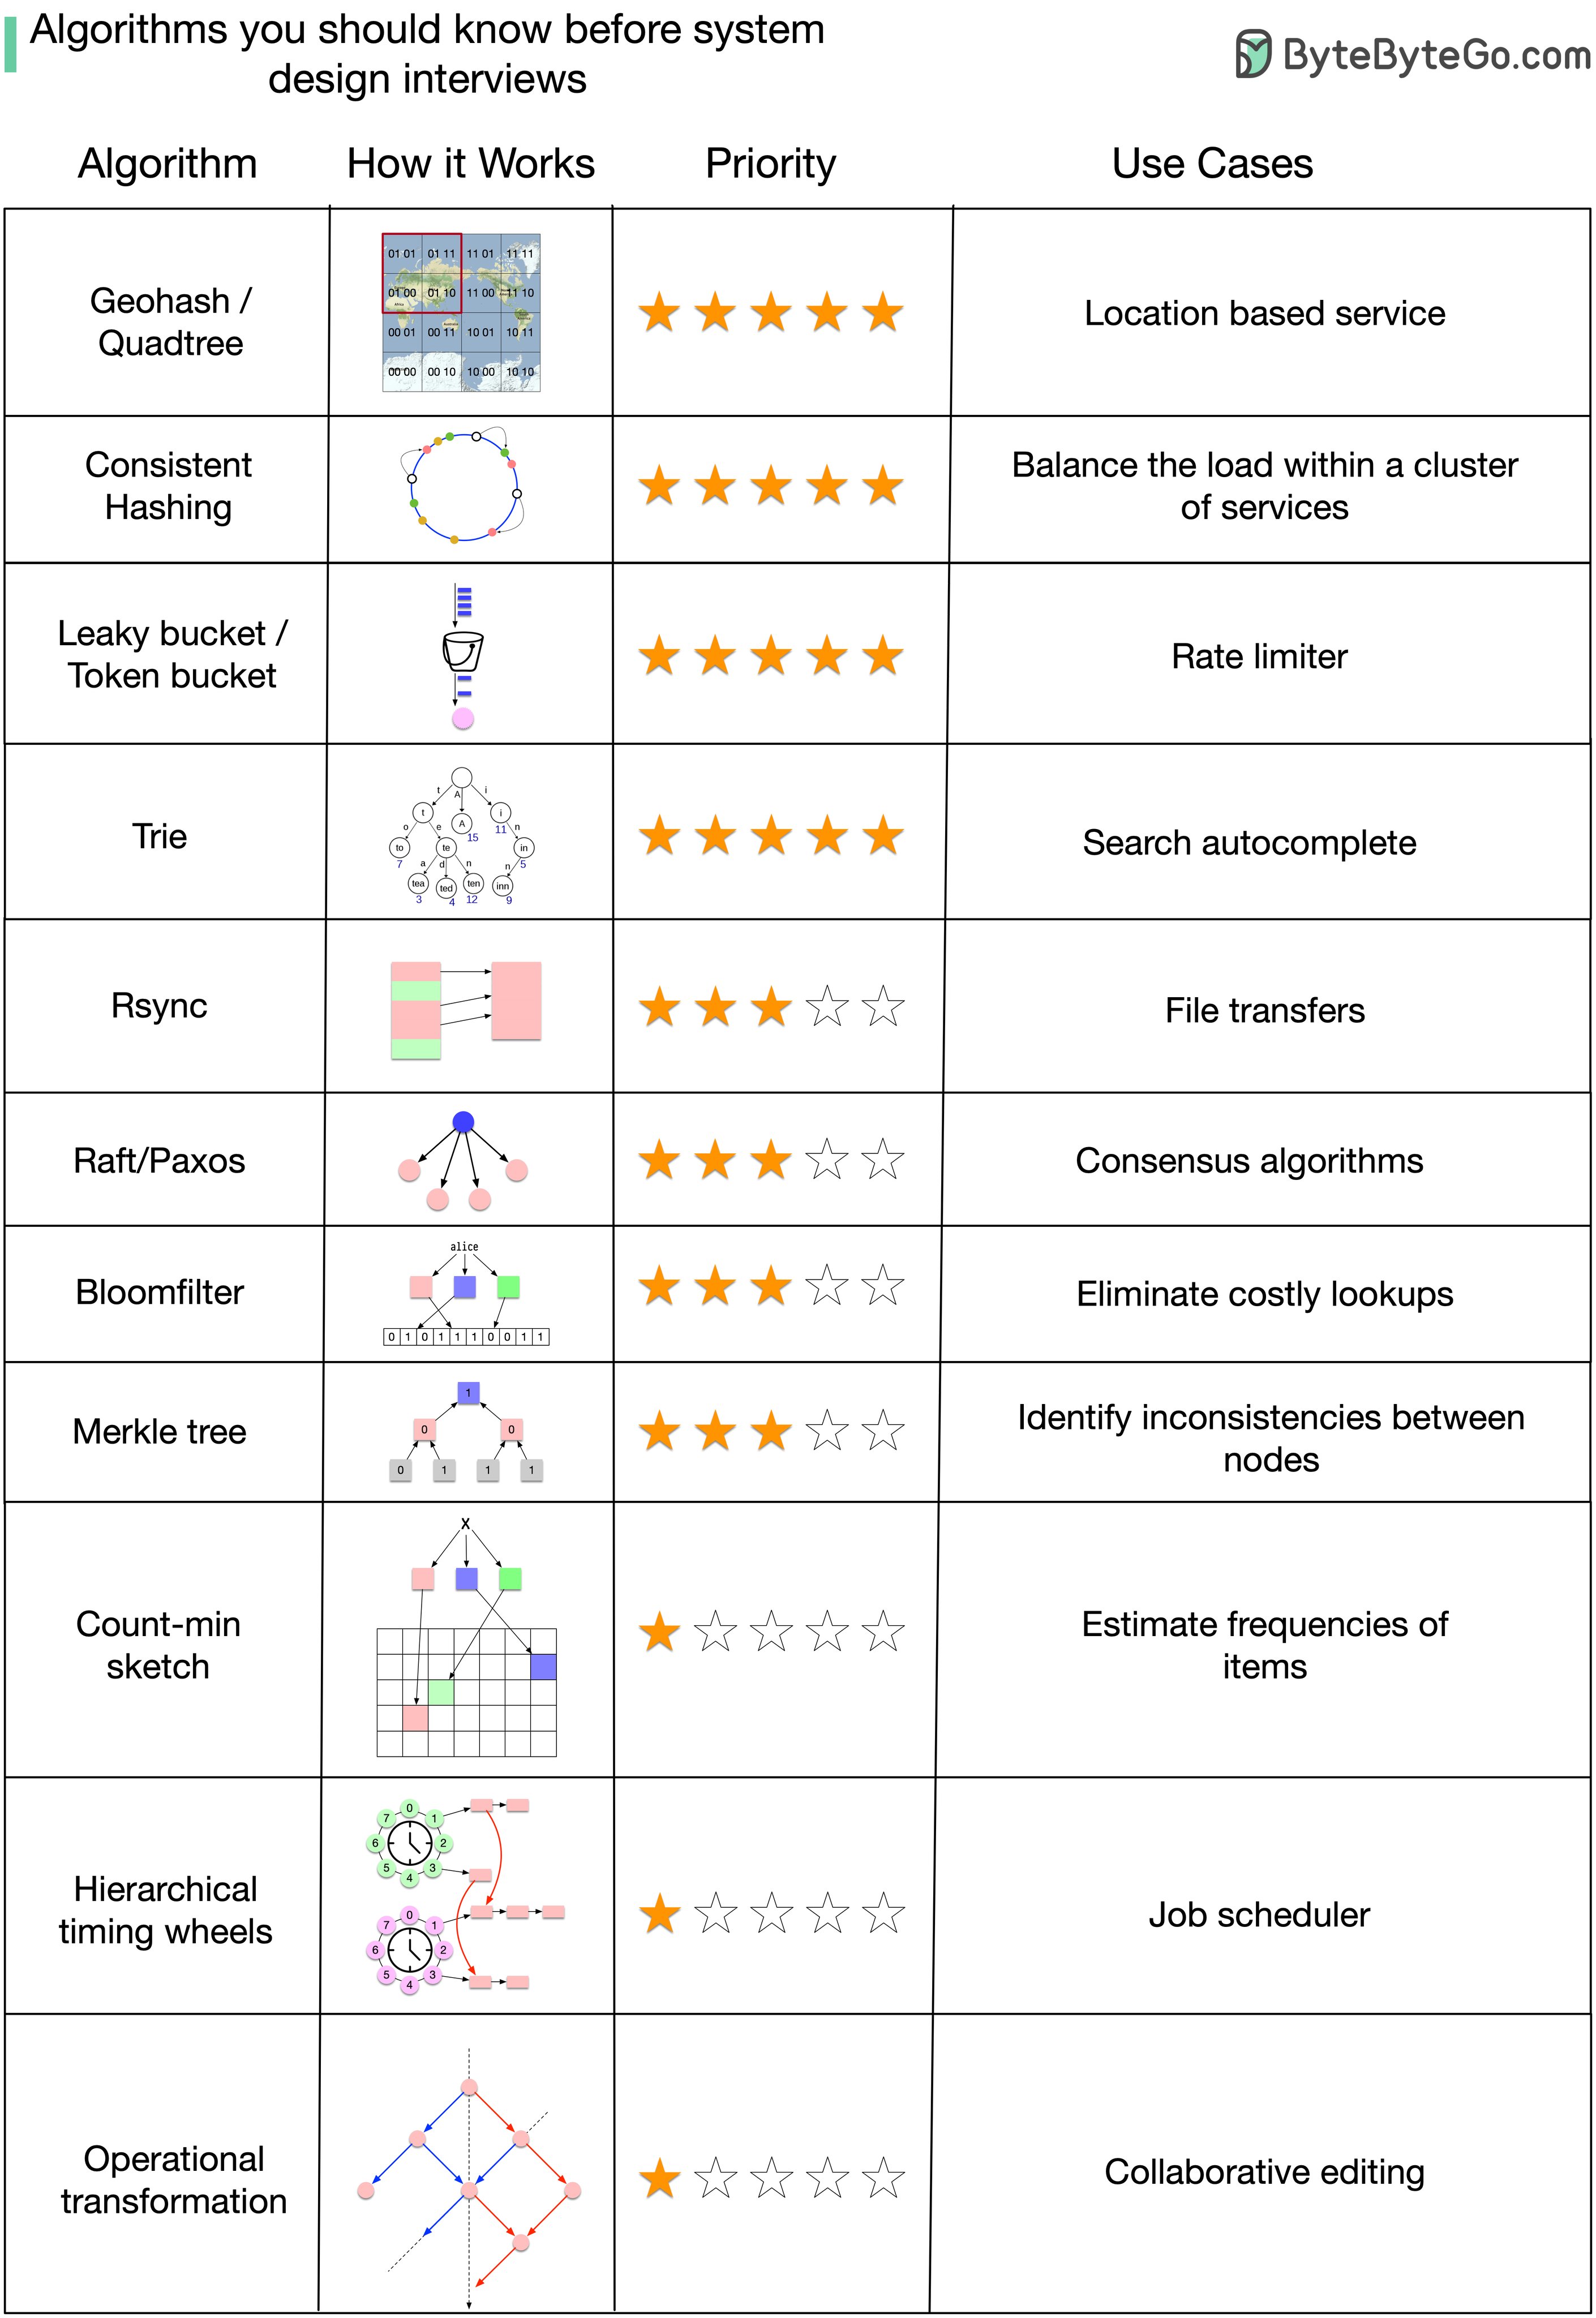 Algorithms you should know before system
design interviews
ByteByteGo.com
Algorithm
How it Works
Priority
Use Cases
Geohash /
Quadtree
01 01 01 11 11 01 11 11
01 00 01 10 11 00 11 10
00 01 00 11 10 01 10 11
00 00 00 10 10 00 10 10
Location based service
Consistent
Hashing
Balance the load within a cluster
of services
Leaky bucket /
Token bucket
Rate limiter
Trie
t A i
t i
A 11
o e 15 n
to te in
7 a d n n 5
tea ted ten inn
3 4 12 9
Search autocomplete
Rsync
File transfers
Raft/Paxos
Consensus algorithms
Bloomfilter
alice
0 1 0 1 1 1 0 0 1 1
Eliminate costly lookups
Merkle tree
1
0 0
0 1 1 1
Identify inconsistencies between
nodes
Count-min
sketch
X
Estimate frequencies of
items
Hierarchical
timing wheels
0
7 1
6 2
5 3
4
0
7 1
6 2
5 3
4
Job scheduler
Operational
transformation
Collaborative editing